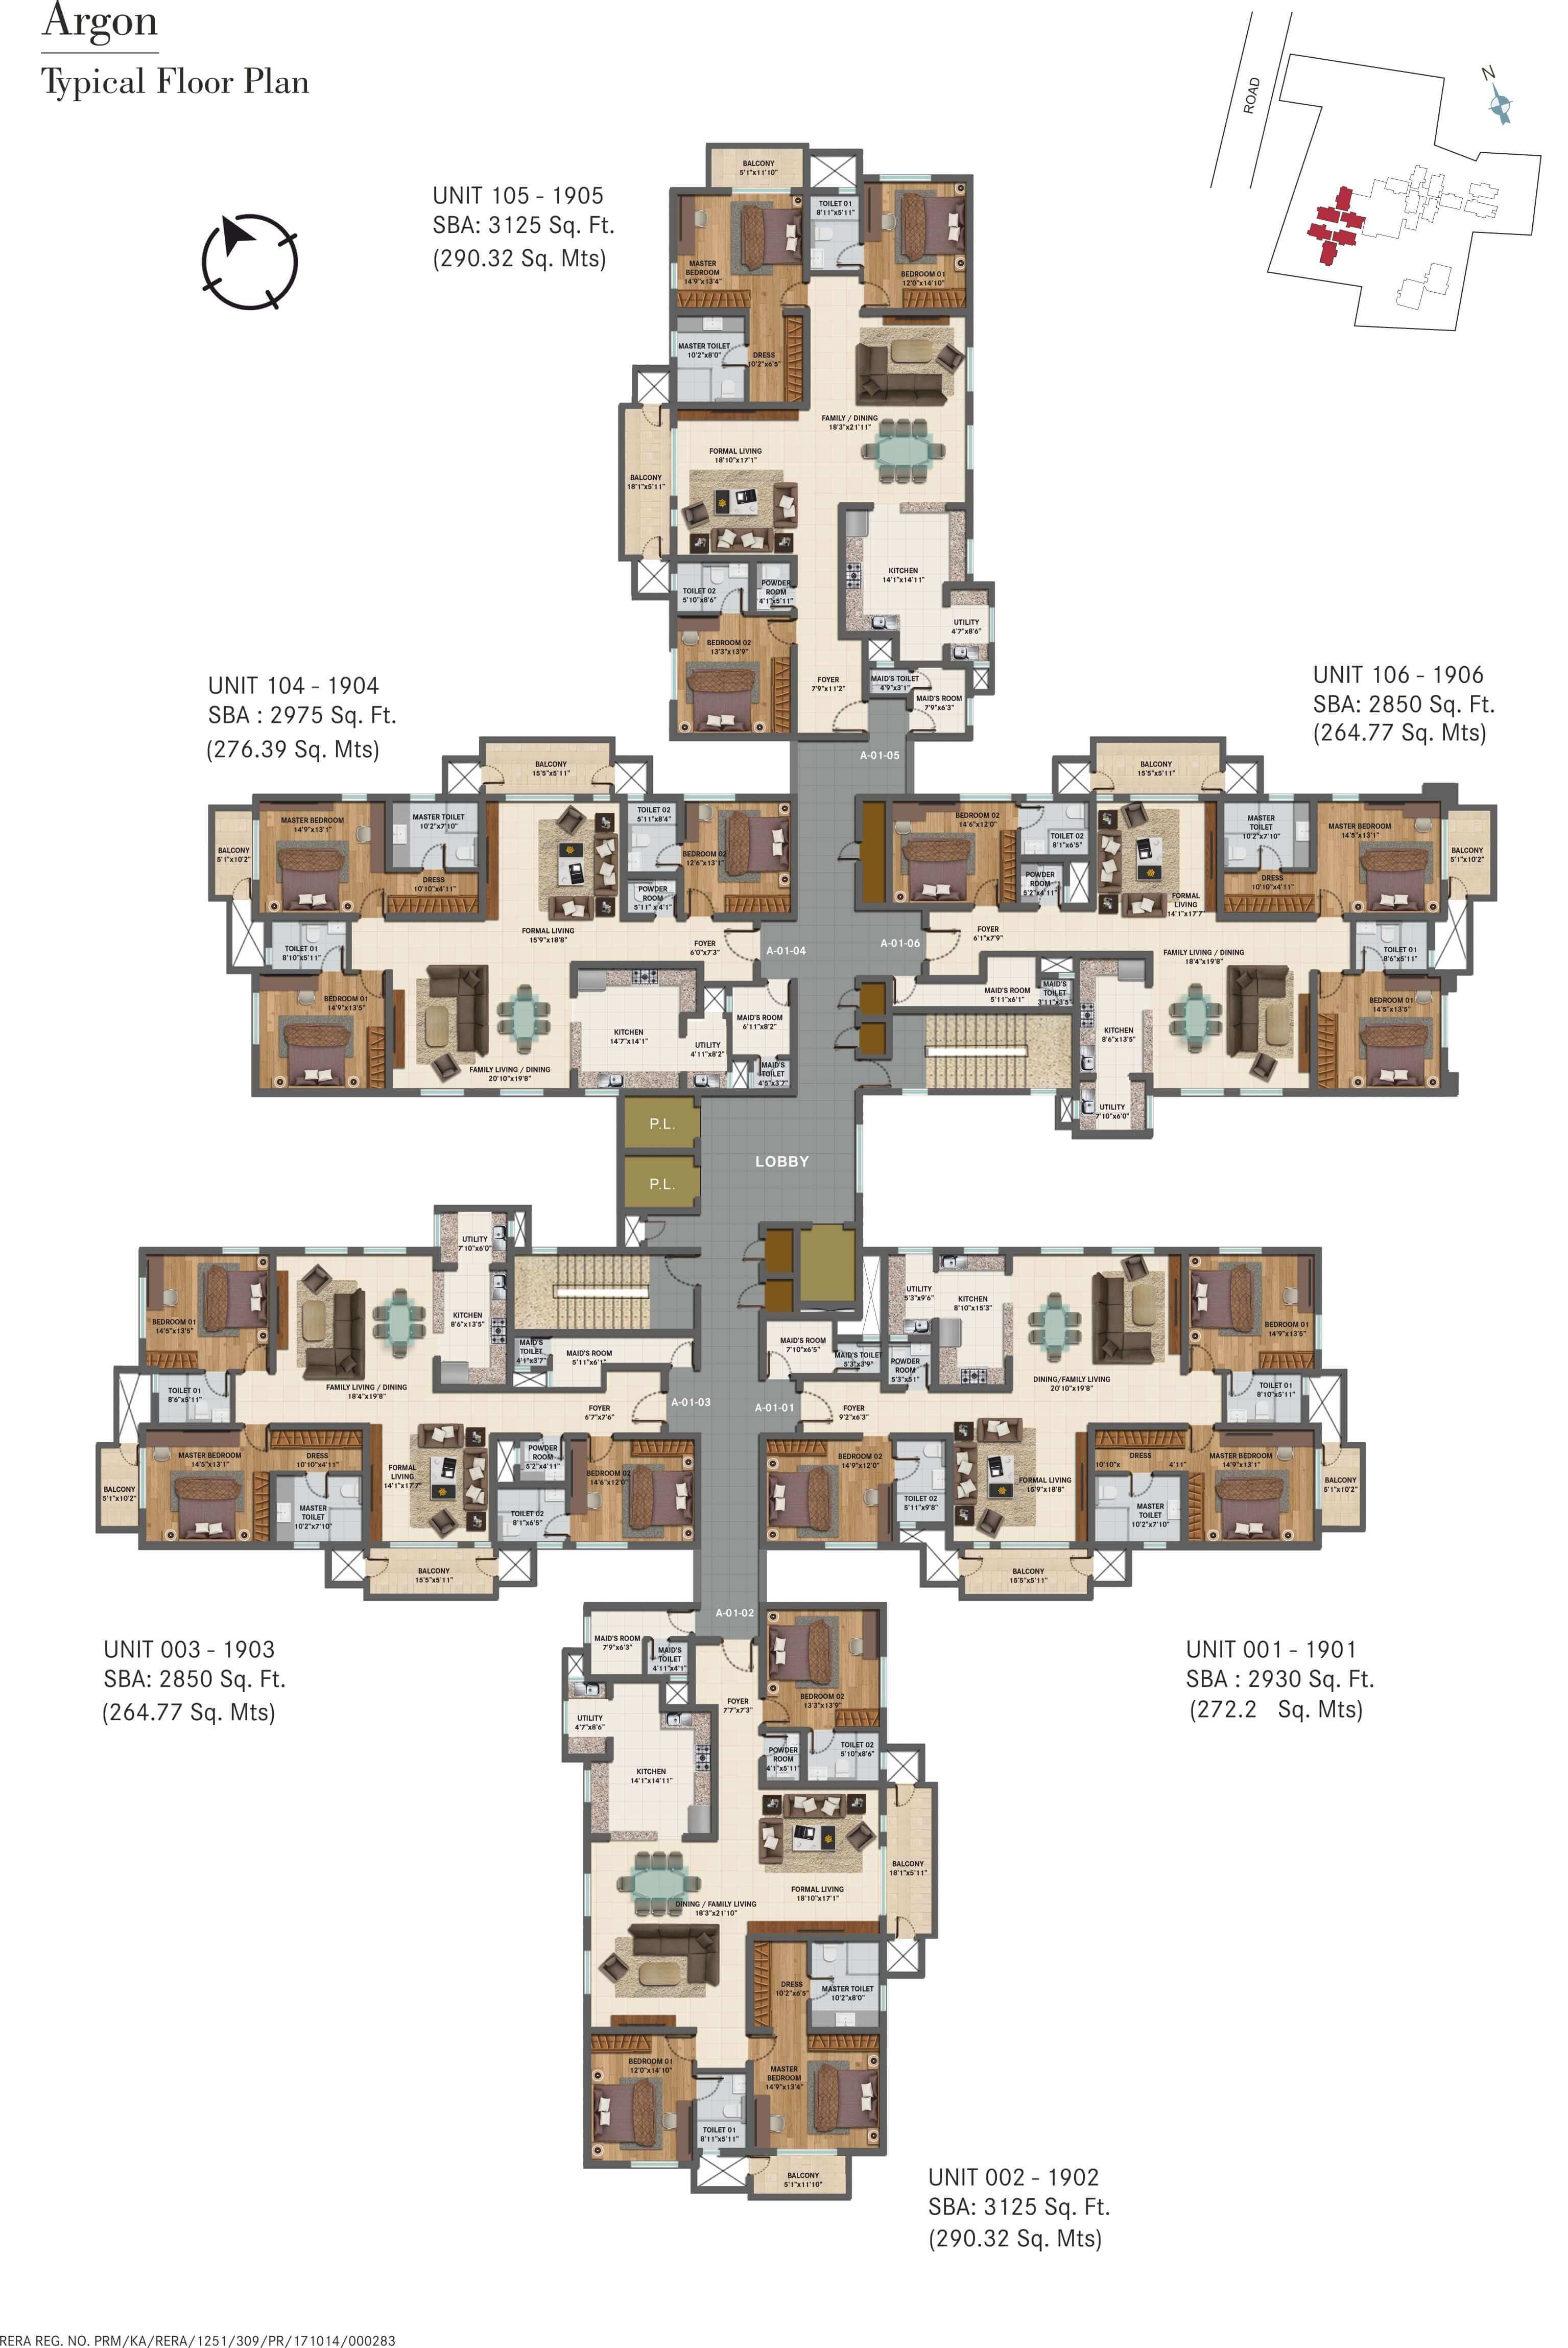 Argon
Typical Floor Plan
ROAD
N
UNIT 105 - 1905
SBA: 3125 Sq. Ft.
(290.32 Sq. Mts)
BALCONY
5'1"x11'10"
TOILET 01
8'11"x5'11"
MASTER
BEDROOM
14'9"x13'4"
BEDROOM 01
12'0"x14'10"
MASTER TOILET
10'2"x8'0"
DRESS
10'2"x6'5"
FAMILY / DINING
18'3"x21'11"
FORMAL LIVING
18'10"x17'1"
BALCONY
18'1"x5'11"
KITCHEN
14'1"x14'11"
TOILET 02
5'10"x8'6"
POWDER
ROOM
4'1"x5'11"
UTILITY
4'7"x8'6"
BEDROOM 02
13'3"x13'9"
FOYER
7'9"x11'2"
MAID'S TOILET
4'9"x3'1"
MAID'S ROOM
7'9"x6'3"
A-01-05
UNIT 104 - 1904
SBA : 2975 Sq. Ft.
(276.39 Sq. Mts)
BALCONY
15'5"x5'11"
MASTER BEDROOM
14'9"x13'1"
MASTER TOILET
10'2"x7'10"
TOILET 02
5'11"x8'4"
BALCONY
5'1"x10'2"
BEDROOM 02
12'6"x13'1"
DRESS
10'10"x4'11"
POWDER
ROOM
5'11" x4'1"
FORMAL LIVING
15'9"x18'8"
TOILET 01
8'10"x5'11"
FOYER
6'0"x7'3"
A-01-04
BEDROOM 01
14'9"x13'5"
KITCHEN
14'7"x14'1"
MAID'S ROOM
6'11"x8'2"
UTILITY
4'11"x8'2"
FAMILY LIVING / DINING
20'10"x19'8"
MAID'S
TOILET
4'5"x3'7"
UNIT 106 - 1906
SBA: 2850 Sq. Ft.
(264.77 Sq. Mts)
BALCONY
15'5"x5'11"
BEDROOM 02
14'6"x12'0"
TOILET 02
8'1"x6'5"
MASTER
TOILET
10'2"x7'10"
MASTER BEDROOM
14'5"x13'1"
BALCONY
5'1"x10'2"
POWDER
ROOM
5'2"x4'11"
DRESS
10'10"x4'11"
FORMAL
LIVING
14'1"x17'7"
A-01-06
FOYER
6'1"x7'9"
FAMILY LIVING / DINING
18'4"x19'8"
TOILET 01
8'6"x5'11"
MAID'S ROOM
5'11"x6'1"
MAID'S
TOILET
3'11"x3'5"
BEDROOM 01
14'5"x13'5"
KITCHEN
8'6"x13'5"
UTILITY
7'10"x6'0"
P.L.
LOBBY
P.L.
UTILITY
7'10"x6'0"
BEDROOM 01
14'5"x13'5"
KITCHEN
8'6"x13'5"
MAID'S
TOILET
4'1"x3'7"
MAID'S ROOM
5'11"x6'1"
FAMILY LIVING / DINING
18'4"x19'8"
TOILET 01
8'6"x5'11"
FOYER
6'7"x7'6"
A-01-03
MASTER BEDROOM
14'5"x13'1"
DRESS
10'10"x4'11"
POWDER
ROOM
5'2"x4'11"
FORMAL
LIVING
14'1"x17'7"
BEDROOM 02
14'6"x12'0"
BALCONY
5'1"x10'2"
MASTER
TOILET
10'2"x7'10"
TOILET 02
8'1"x6'5"
BALCONY
15'5"x5'11"
UNIT 003 - 1903
SBA: 2850 Sq. Ft.
(264.77 Sq. Mts)
UTILITY
5'3"x9'6"
KITCHEN
8'10"x15'3"
BEDROOM 01
14'9"x13'5"
MAID'S ROOM
7'10"x6'5"
MAID'S TOILET
5'3"x3'9"
POWDER
ROOM
5'3"x51"
DINING/FAMILY LIVING
20'10"x19'8"
TOILET 01
8'10"x5'11"
A-01-01
FOYER
9'2"x6'3"
BEDROOM 02
14'9"x12'0"
DRESS
10'10"x 4'11"
MASTER BEDROOM
14'9"x13'1"
FORMAL LIVING
15'9"x18'8"
BALCONY
5'1"x10'2"
TOILET 02
5'11"x9'8"
MASTER
TOILET
10'2"x7'10"
BALCONY
15'5"x5'11"
UNIT 001 - 1901
SBA : 2930 Sq. Ft.
(272.2 Sq. Mts)
A-01-02
MAID'S ROOM
7'9"x6'3"
MAID'S
TOILET
4'11"x4'1"
FOYER
7'7"x7'3"
BEDROOM 02
13'3"x13'9"
UTILITY
4'7"x8'6"
POWDER
ROOM
4'1"x5'11"
TOILET 02
5'10"x8'6"
KITCHEN
14'1"x14'11"
BALCONY
18'1"x5'11"
FORMAL LIVING
18'10"x17'1"
DINING / FAMILY LIVING
18'3"x21'10"
DRESS
10'2"x6'5"
MASTER TOILET
10'2"x8'0"
BEDROOM 01
12'0"x14'10"
MASTER
BEDROOM
14'9"x13'4"
TOILET 01
8'11"x5'11"
BALCONY
5'1"x11'10"
UNIT 002 - 1902
SBA: 3125 Sq. Ft.
(290.32 Sq. Mts)
RERA REG. NO. PRM/KA/RERA/1251/309/PR/171014/000283